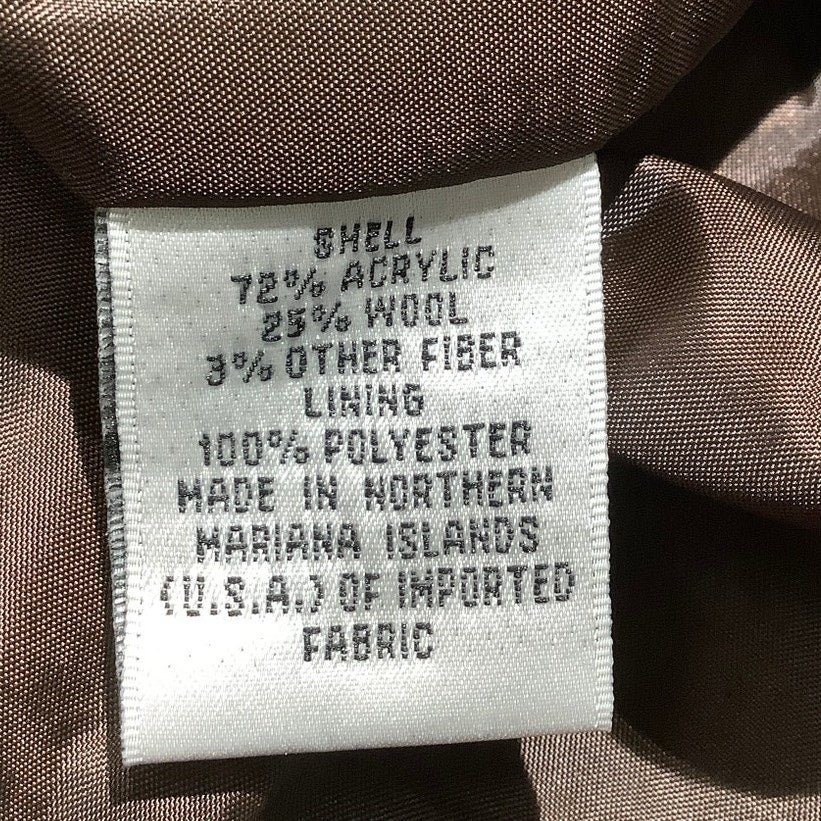 SHELL
72% ACRYLIC
25% WOOL
3% OTHER FIBER
LINING
100% POLYESTER
MADE IN NORTHERN
MARIANA ISLANDS
(U.S.A.) OF IMPORTED
FABRIC